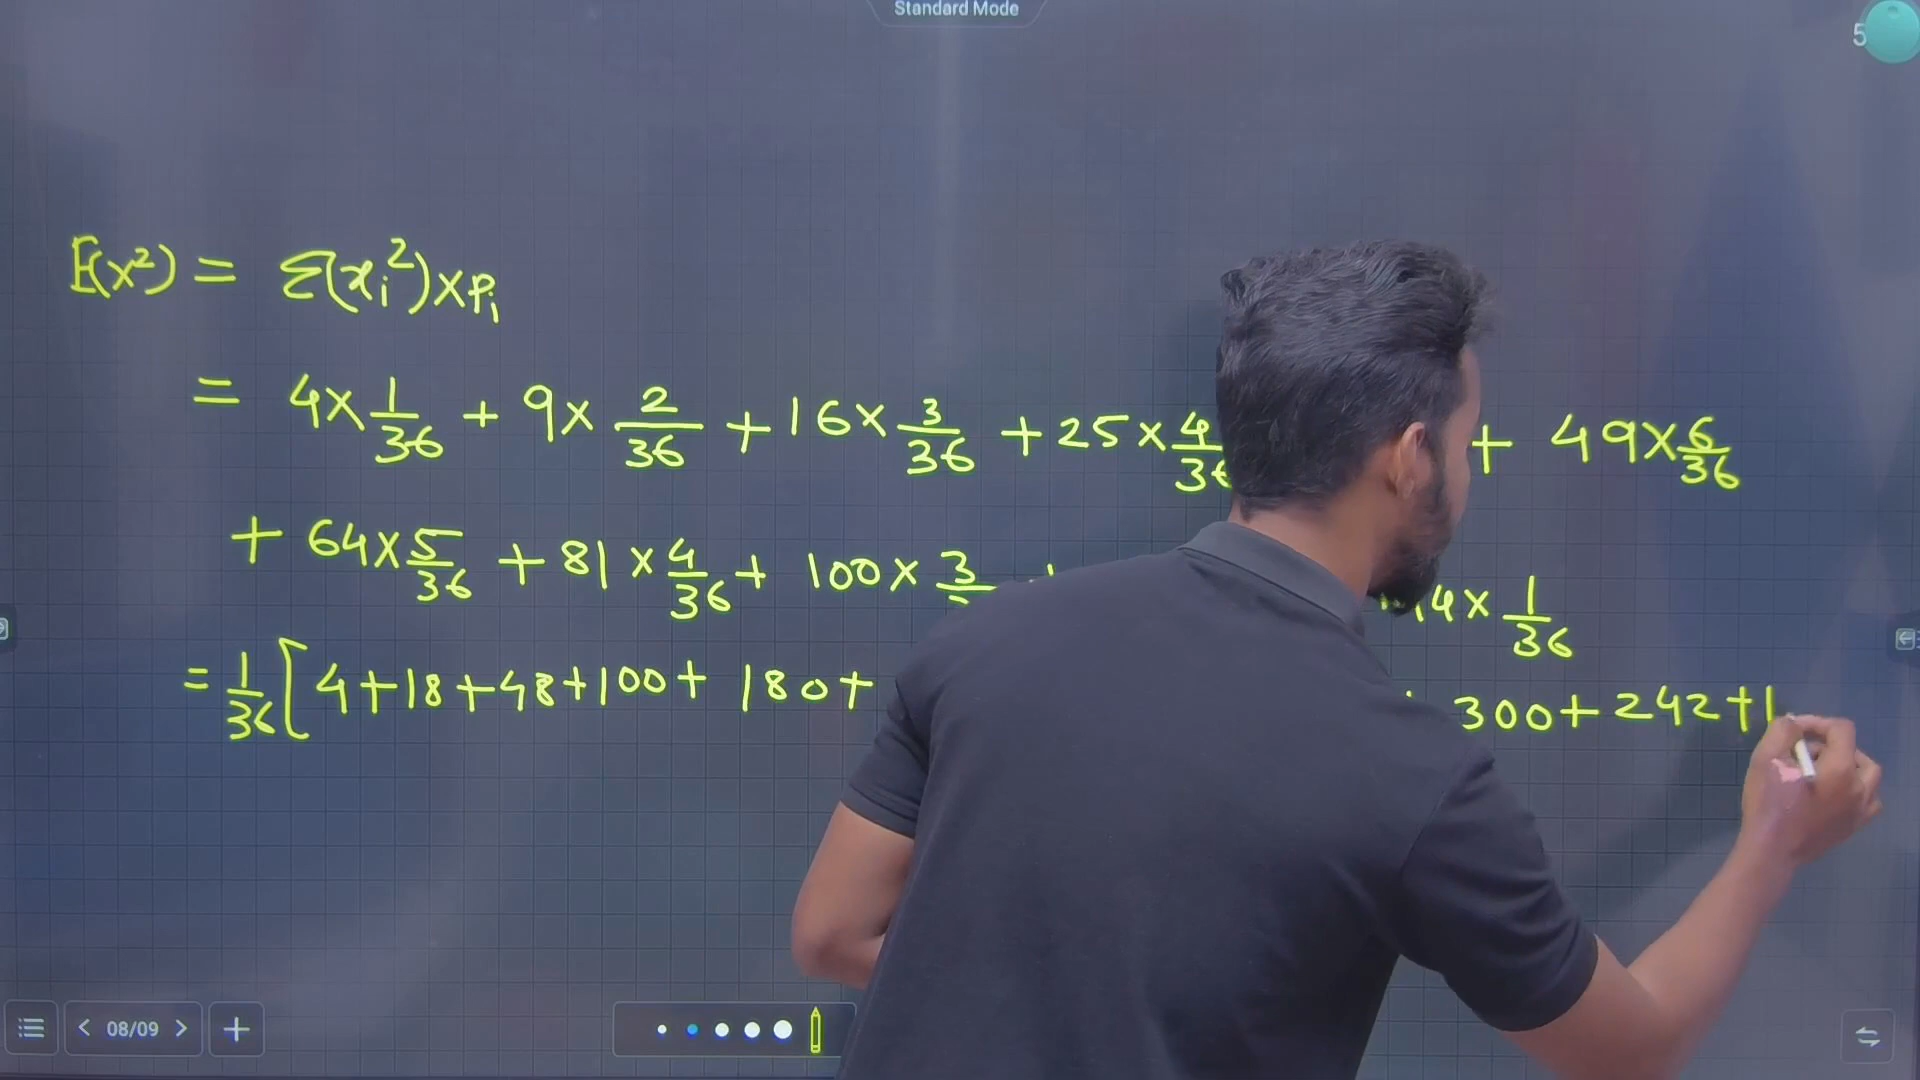 Standard Mode
5
E(x²) = Σ(xᵢ²)×Pᵢ
= 4×1/36 + 9×2/36 + 16×3/36 + 25×4/36 + 49×6/36
+ 64×5/36 + 81×4/36 + 100×3/ 4×1/36
= 1/36 [ 4+18+48+100+ 180+ 300+242+1
08/09